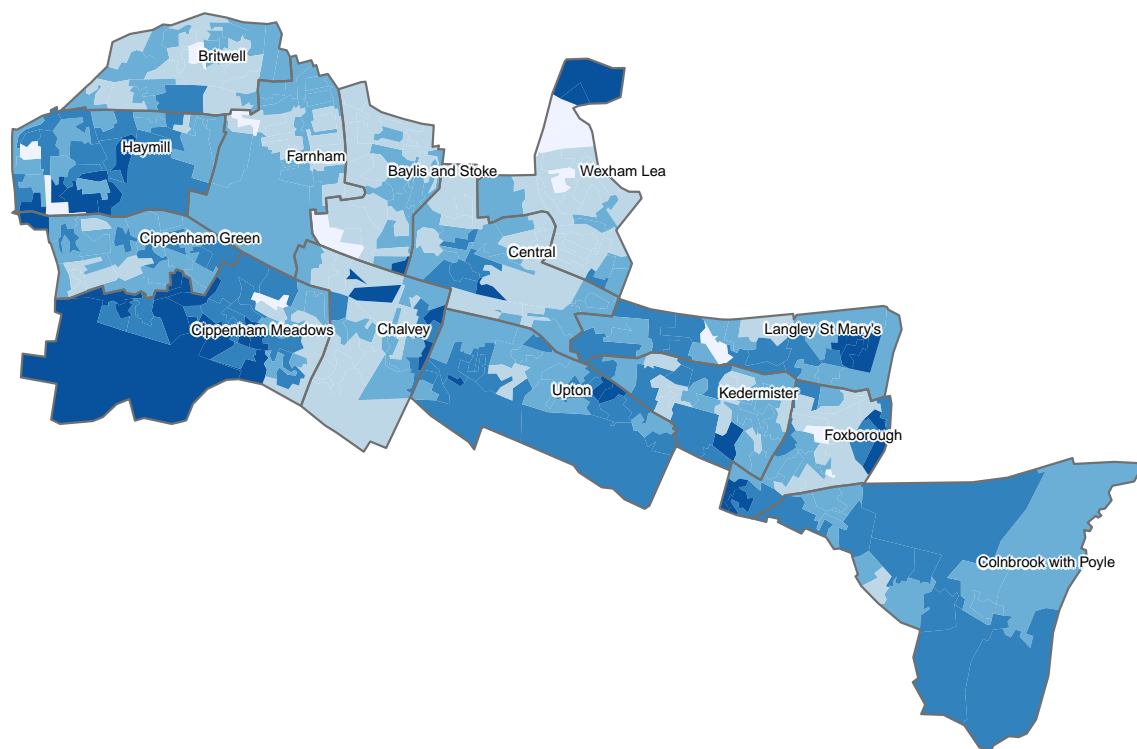 Britwell
Haymill
Farnham
Baylis and Stoke
Wexham Lea
Cippenham Green
Central
Cippenham Meadows
Chalvey
Langley St Mary's
Upton
Kedermister
Foxborough
Colnbrook with Poyle